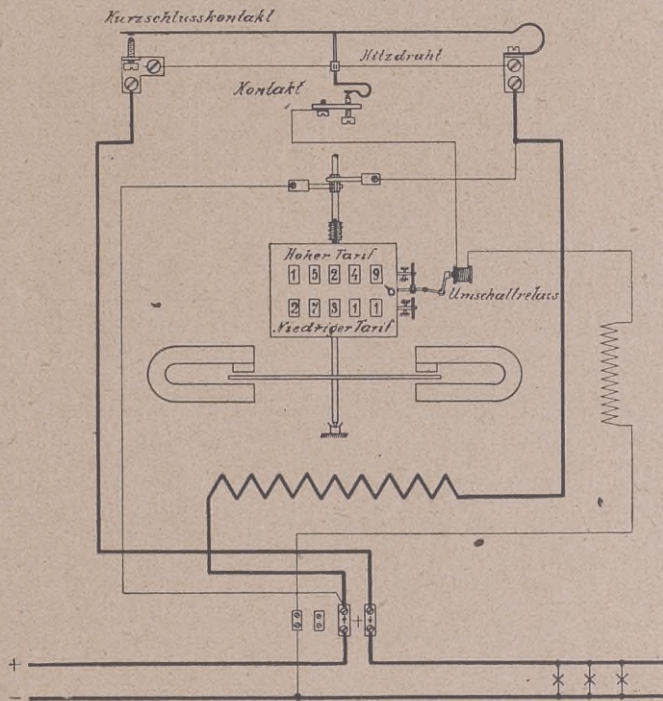 Kurzschlusskontakt
Hitzdraht
Kontakt
Hoher Tarif
1 5 2 4 9
Umschaltrelais
2 7 3 1 1
Niedriger Tarif
+
+
-